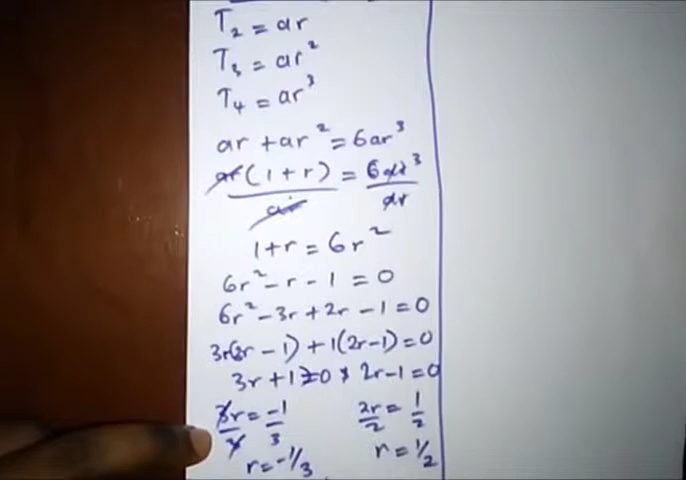 T₂ = ar
T₃ = ar²
T₄ = ar³
ar + ar² = 6ar³
ar(1 + r) / ar = 6ar³ / ar
1 + r = 6r²
6r² - r - 1 = 0
6r² - 3r + 2r - 1 = 0
3r(2r - 1) + 1(2r - 1) = 0
3r + 1 = 0 & 2r - 1 = 0
3r/3 = -1/3 2r/2 = 1/2
r = -1/3 r = 1/2